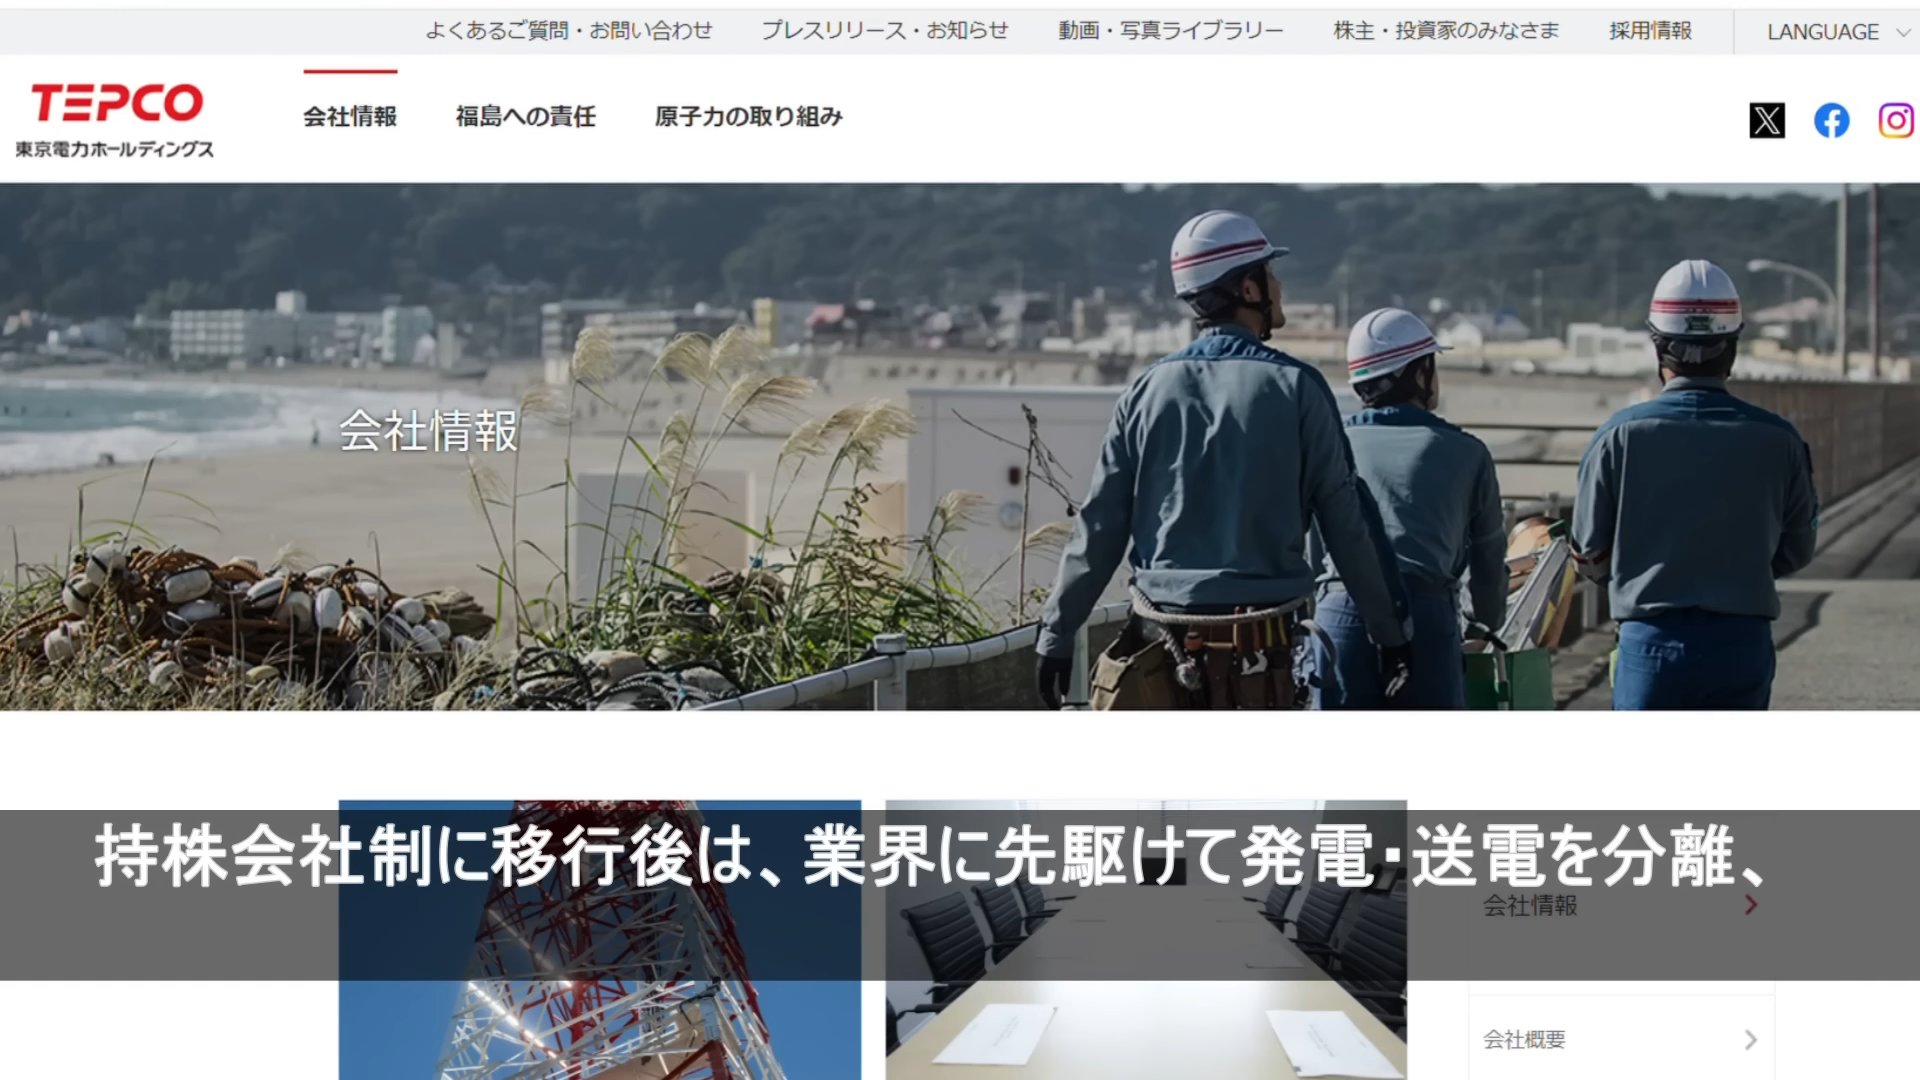 よくあるご質問・お問い合わせ
プレスリリース・お知らせ
動画・写真ライブラリー
株主・投資家のみなさま
採用情報
LANGUAGE
TEPCO
東京電力ホールディングス
会社情報
福島への責任
原子力の取り組み
会社情報
持株会社制に移行後は、業界に先駆けて発電・送電を分離、
会社情報
会社概要